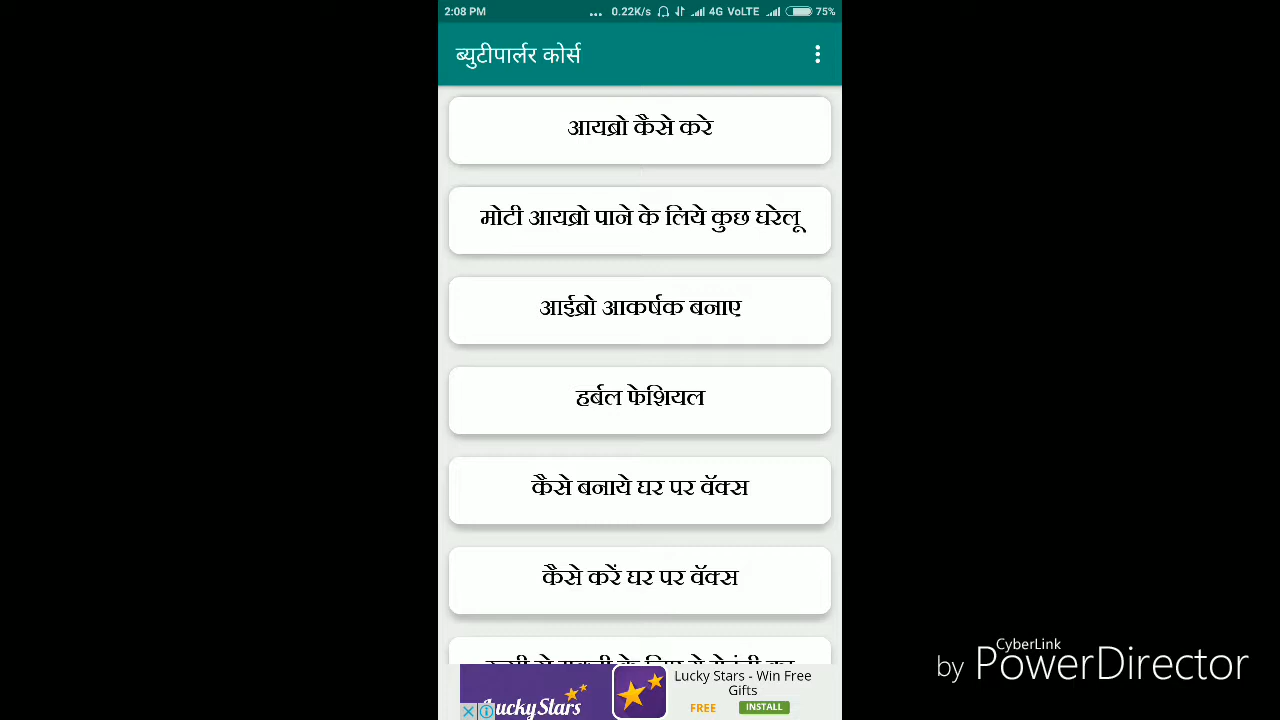 2:08 PM ... 0.22K/s 4G VoLTE 75%
ब्युटीपार्लर कोर्स
आयब्रो कैसे करे
मोटी आयब्रो पाने के लिये कुछ घरेलू
आईब्रो आकर्षक बनाए
हर्बल फेशियल
कैसे बनाये घर पर वॅक्स
कैसे करें घर पर वॅक्स
LuckyStars
Lucky Stars - Win Free
Gifts
FREE INSTALL
CyberLink
by PowerDirector